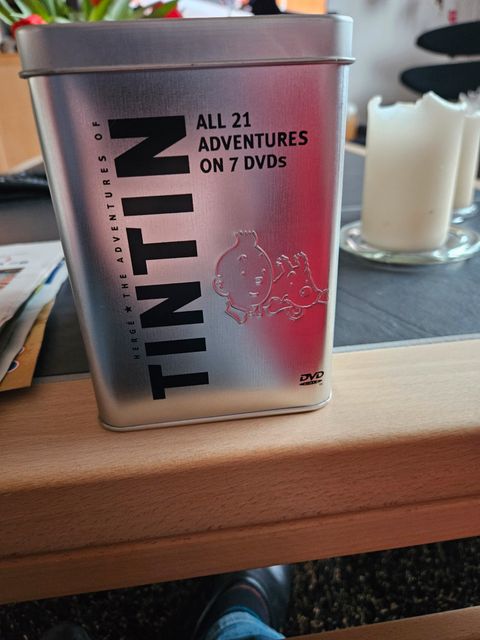 HERGÉ ★ THE ADVENTURES OF
TINTIN
ALL 21
ADVENTURES
ON 7 DVDs
DVD